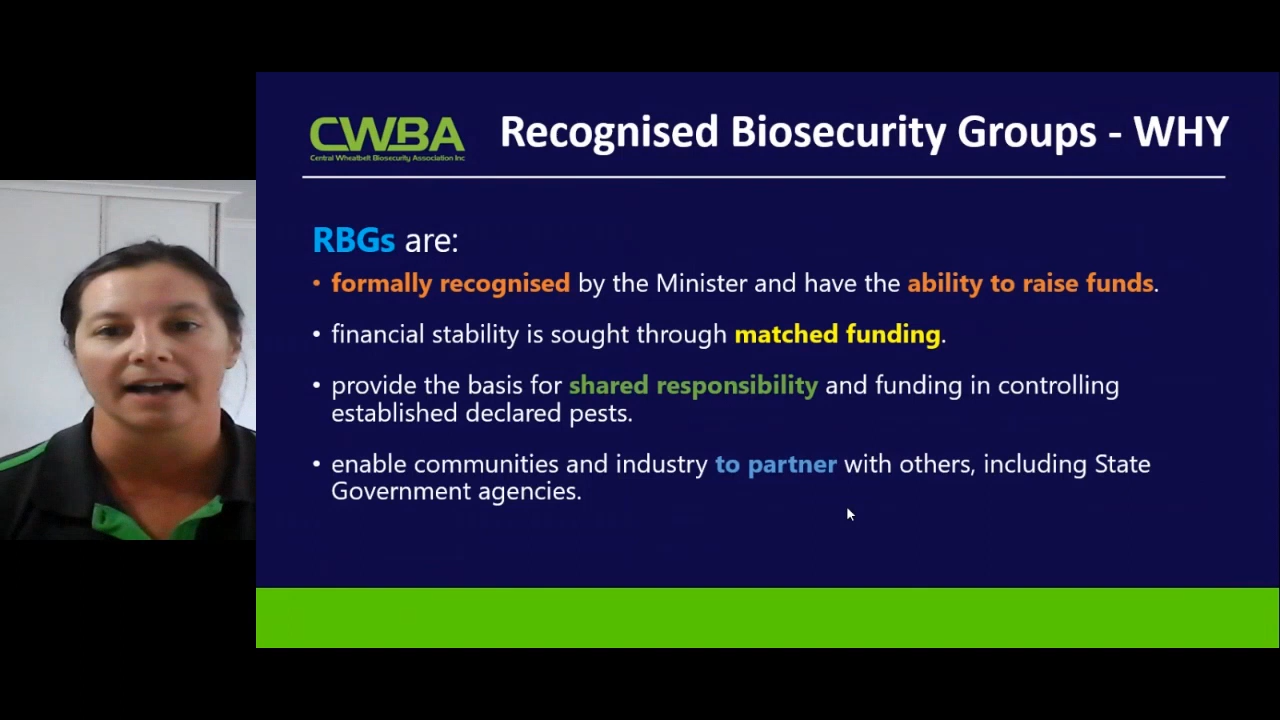 CWBA
Central Wheatbelt Biosecurity Association Inc
Recognised Biosecurity Groups - WHY
RBGs are:
• formally recognised by the Minister and have the ability to raise funds.
• financial stability is sought through matched funding.
• provide the basis for shared responsibility and funding in controlling
established declared pests.
• enable communities and industry to partner with others, including State
Government agencies.